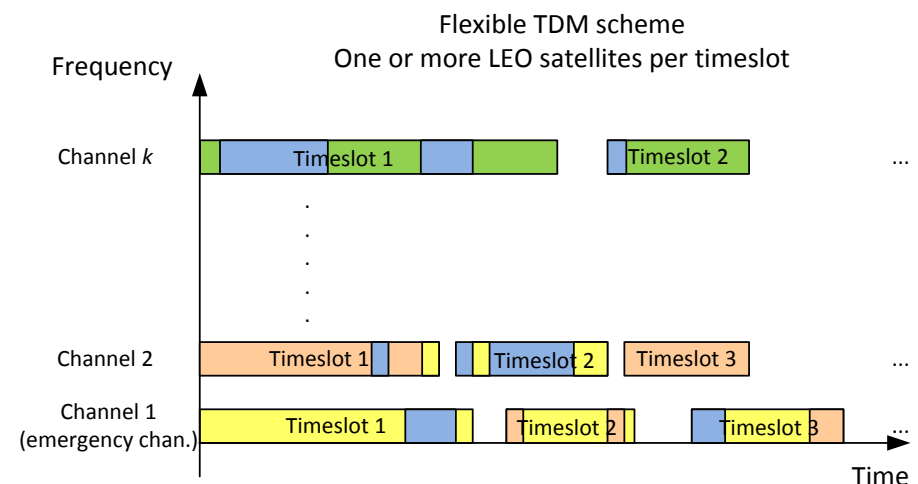 Flexible TDM scheme
One or more LEO satellites per timeslot
Frequency
Channel k
Timeslot 1
Timeslot 2
...
.
.
.
.
.
Channel 2
Timeslot 1
Timeslot 2
Timeslot 3
...
Channel 1
(emergency chan.)
Timeslot 1
Timeslot 2
Timeslot 3
...
Time